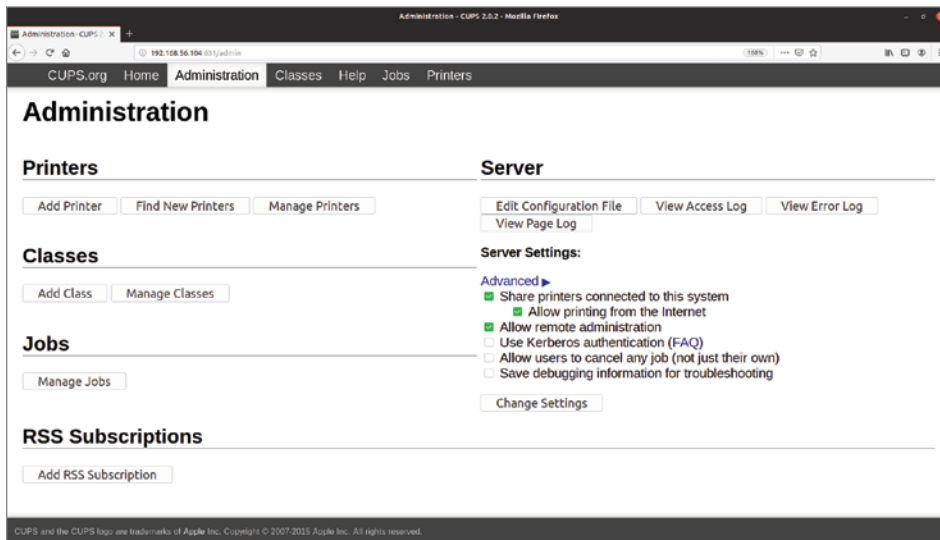 Administration - CUPS 2.0.2 - Mozilla Firefox
Administration - CUPS 2
192.168.56.104:631/admin
100%
CUPS.org Home Administration Classes Help Jobs Printers
Administration
Printers
Add Printer Find New Printers Manage Printers
Classes
Add Class Manage Classes
Jobs
Manage Jobs
Server
Edit Configuration File View Access Log View Error Log
View Page Log
Server Settings:
Advanced ▶
Share printers connected to this system
Allow printing from the Internet
Allow remote administration
Use Kerberos authentication (FAQ)
Allow users to cancel any job (not just their own)
Save debugging information for troubleshooting
Change Settings
RSS Subscriptions
Add RSS Subscription
CUPS and the CUPS logo are trademarks of Apple Inc. Copyright © 2007-2015 Apple Inc. All rights reserved.